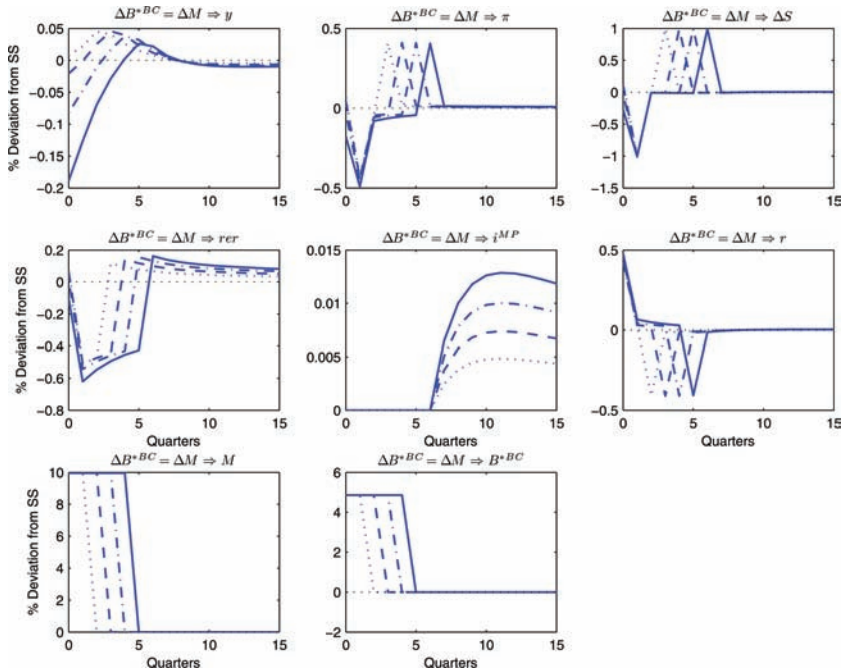 ΔB*BC = ΔM ⇒ y
ΔB*BC = ΔM ⇒ π
ΔB*BC = ΔM ⇒ ΔS
% Deviation from SS
0.05
0
-0.05
-0.1
-0.15
-0.2
0 5 10 15
0.5
0
-0.5
0 5 10 15
1
0.5
0
-0.5
-1
-1.5
0 5 10 15
ΔB*BC = ΔM ⇒ rer
ΔB*BC = ΔM ⇒ iMP
ΔB*BC = ΔM ⇒ r
% Deviation from SS
0.2
0
-0.2
-0.4
-0.6
-0.8
0 5 10 15
Quarters
0.015
0.01
0.005
0
0 5 10 15
Quarters
0.5
0
-0.5
0 5 10 15
Quarters
ΔB*BC = ΔM ⇒ M
ΔB*BC = ΔM ⇒ B*BC
% Deviation from SS
10
8
6
4
2
0
0 5 10 15
Quarters
6
4
2
0
-2
0 5 10 15
Quarters